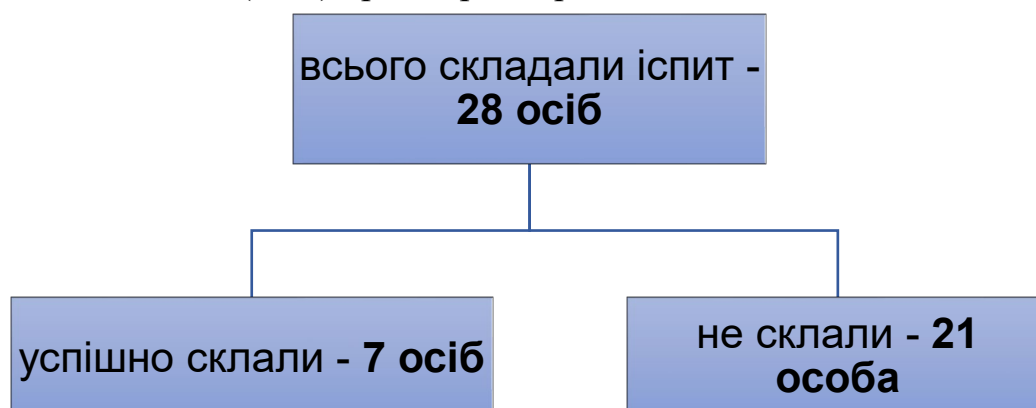 всього складали іспит -
28 осіб
успішно склали - 7 осіб
не склали - 21
особа